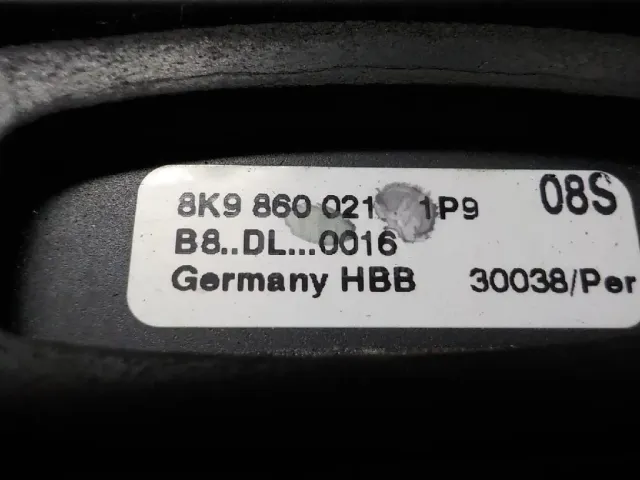 8K9 860 021 1P9 08S
B8..DL...0016
Germany HBB 30038/Per